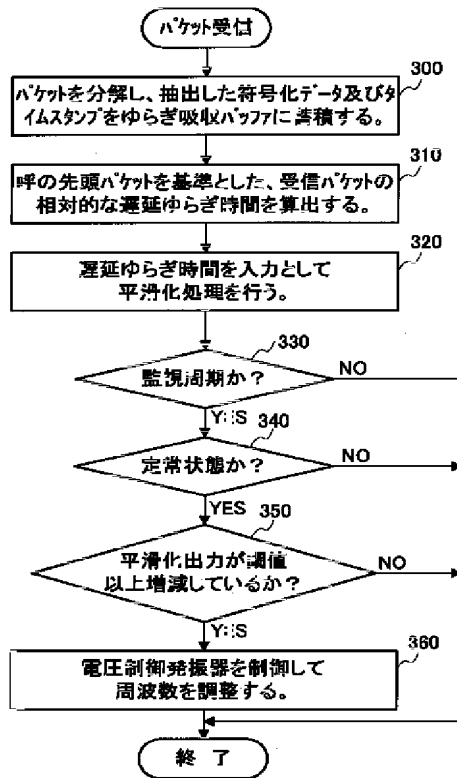 パケット受信
300
パケットを分解し、抽出した符号化データ及びタ
イムスタンプをゆらぎ吸収バッファに蓄積する。
310
呼の先頭パケットを基準とした、受信パケットの
相対的な遅延ゆらぎ時間を算出する。
320
遅延ゆらぎ時間を入力として
平滑化処理を行う。
330
監視周期か？
NO
YES
340
定常状態か？
NO
YES
350
平滑化出力が閾値
以上増減しているか？
NO
YES
360
電圧制御発振器を制御して
周波数を調整する。
終了